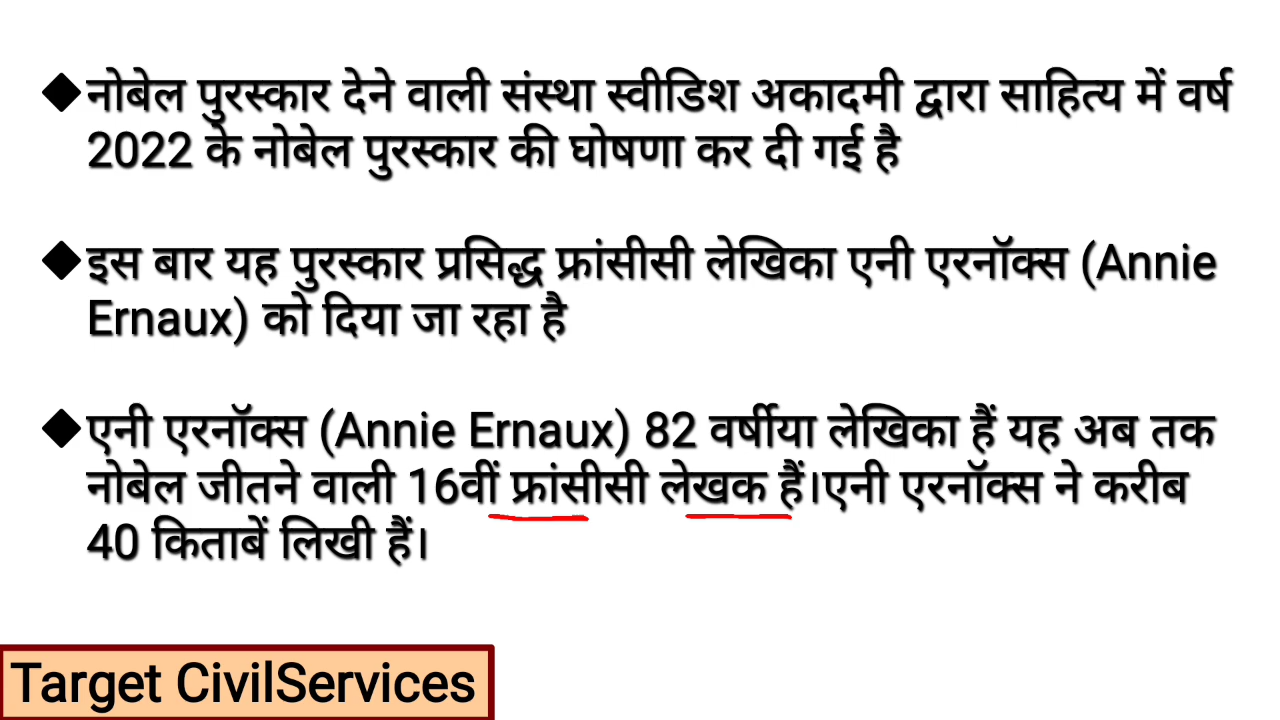 ◆नोबेल पुरस्कार देने वाली संस्था स्वीडिश अकादमी द्वारा साहित्य में वर्ष
2022 के नोबेल पुरस्कार की घोषणा कर दी गई है
◆इस बार यह पुरस्कार प्रसिद्ध फ्रांसीसी लेखिका एनी एरनॉक्स (Annie
Ernaux) को दिया जा रहा है
◆एनी एरनॉक्स (Annie Ernaux) 82 वर्षीया लेखिका हैं यह अब तक
नोबेल जीतने वाली 16वीं फ्रांसीसी लेखक हैं।एनी एरनॉक्स ने करीब
40 किताबें लिखी हैं।
Target CivilServices